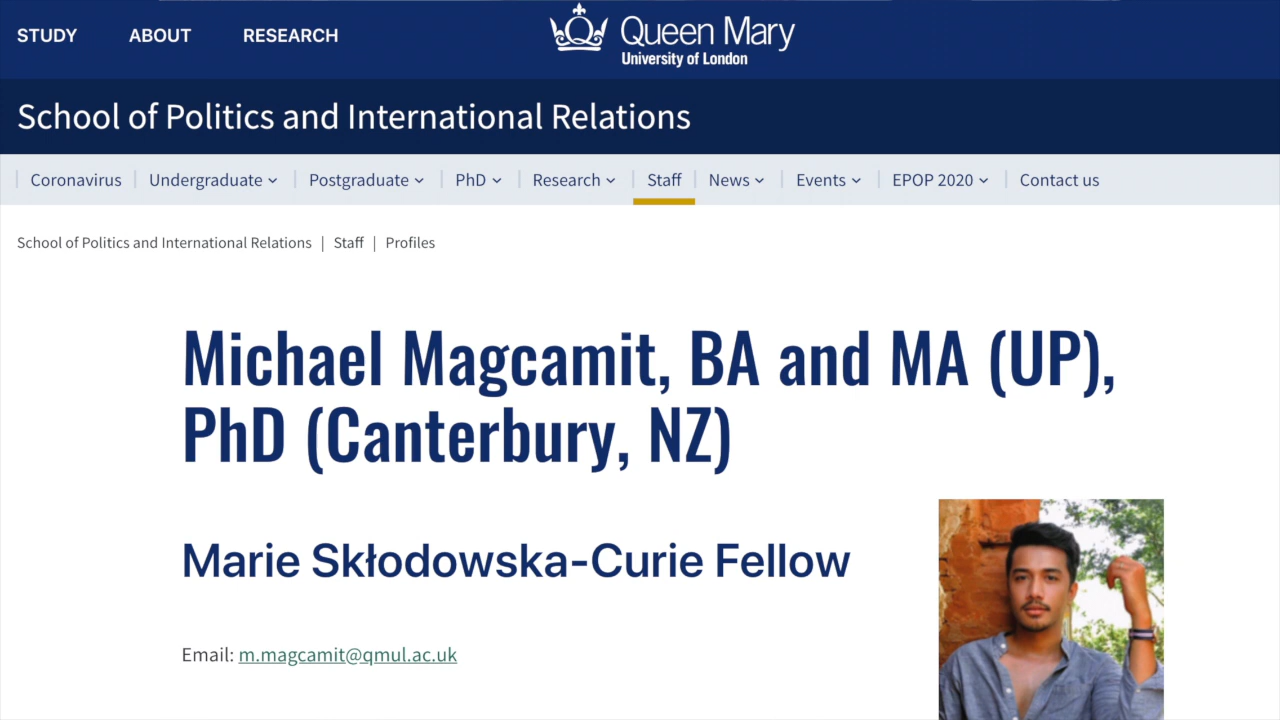 STUDY ABOUT RESEARCH
Queen Mary
University of London
School of Politics and International Relations
Coronavirus Undergraduate Postgraduate PhD Research Staff News Events EPOP 2020 Contact us
School of Politics and International Relations | Staff | Profiles
Michael Magcamit, BA and MA (UP),
PhD (Canterbury, NZ)
Marie Skłodowska-Curie Fellow
Email: m.magcamit@qmul.ac.uk